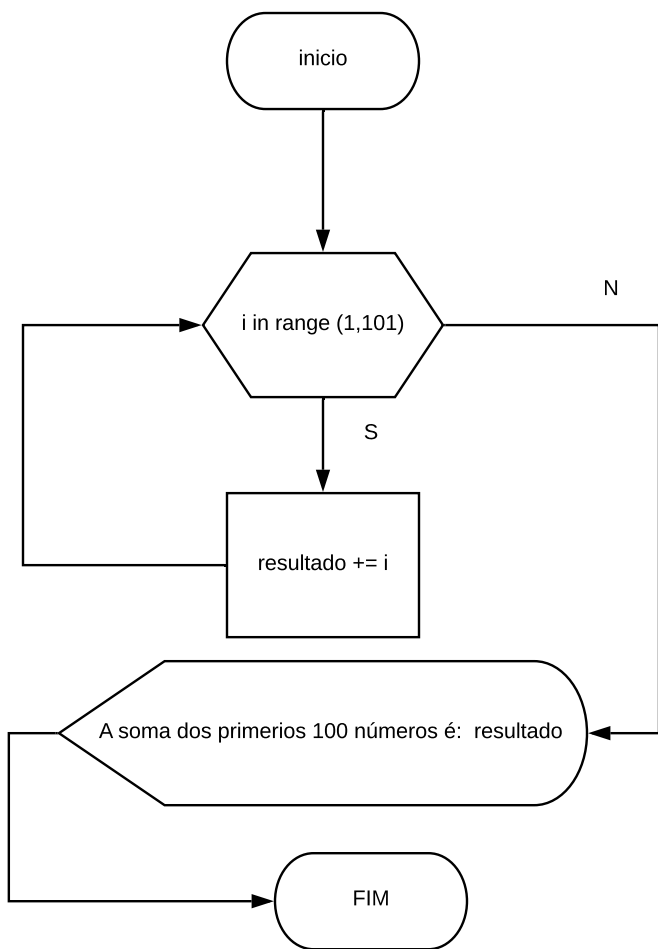 inicio
i in range (1,101)
N
S
resultado += i
A soma dos primerios 100 números é: resultado
FIM